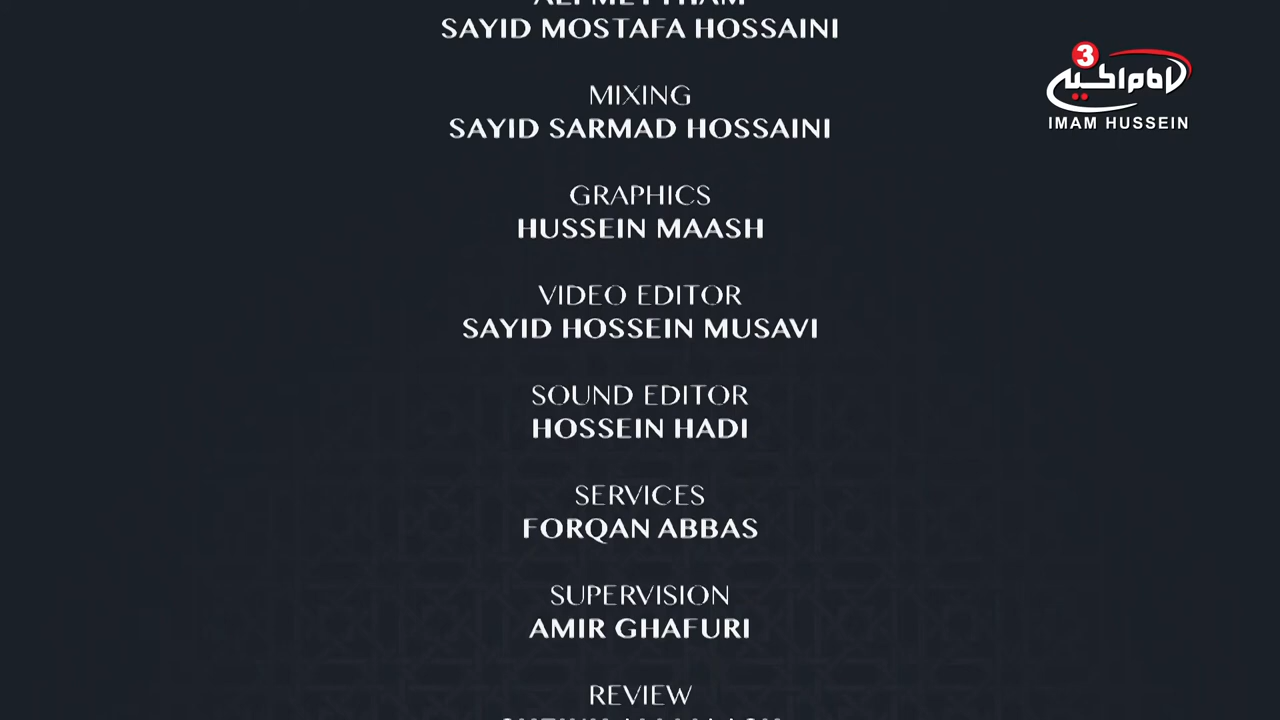 SAYID MOSTAFA HOSSAINI
MIXING
SAYID SARMAD HOSSAINI
GRAPHICS
HUSSEIN MAASH
VIDEO EDITOR
SAYID HOSSEIN MUSAVI
SOUND EDITOR
HOSSEIN HADI
SERVICES
FORQAN ABBAS
SUPERVISION
AMIR GHAFURI
REVIEW
3
IMAM HUSSEIN